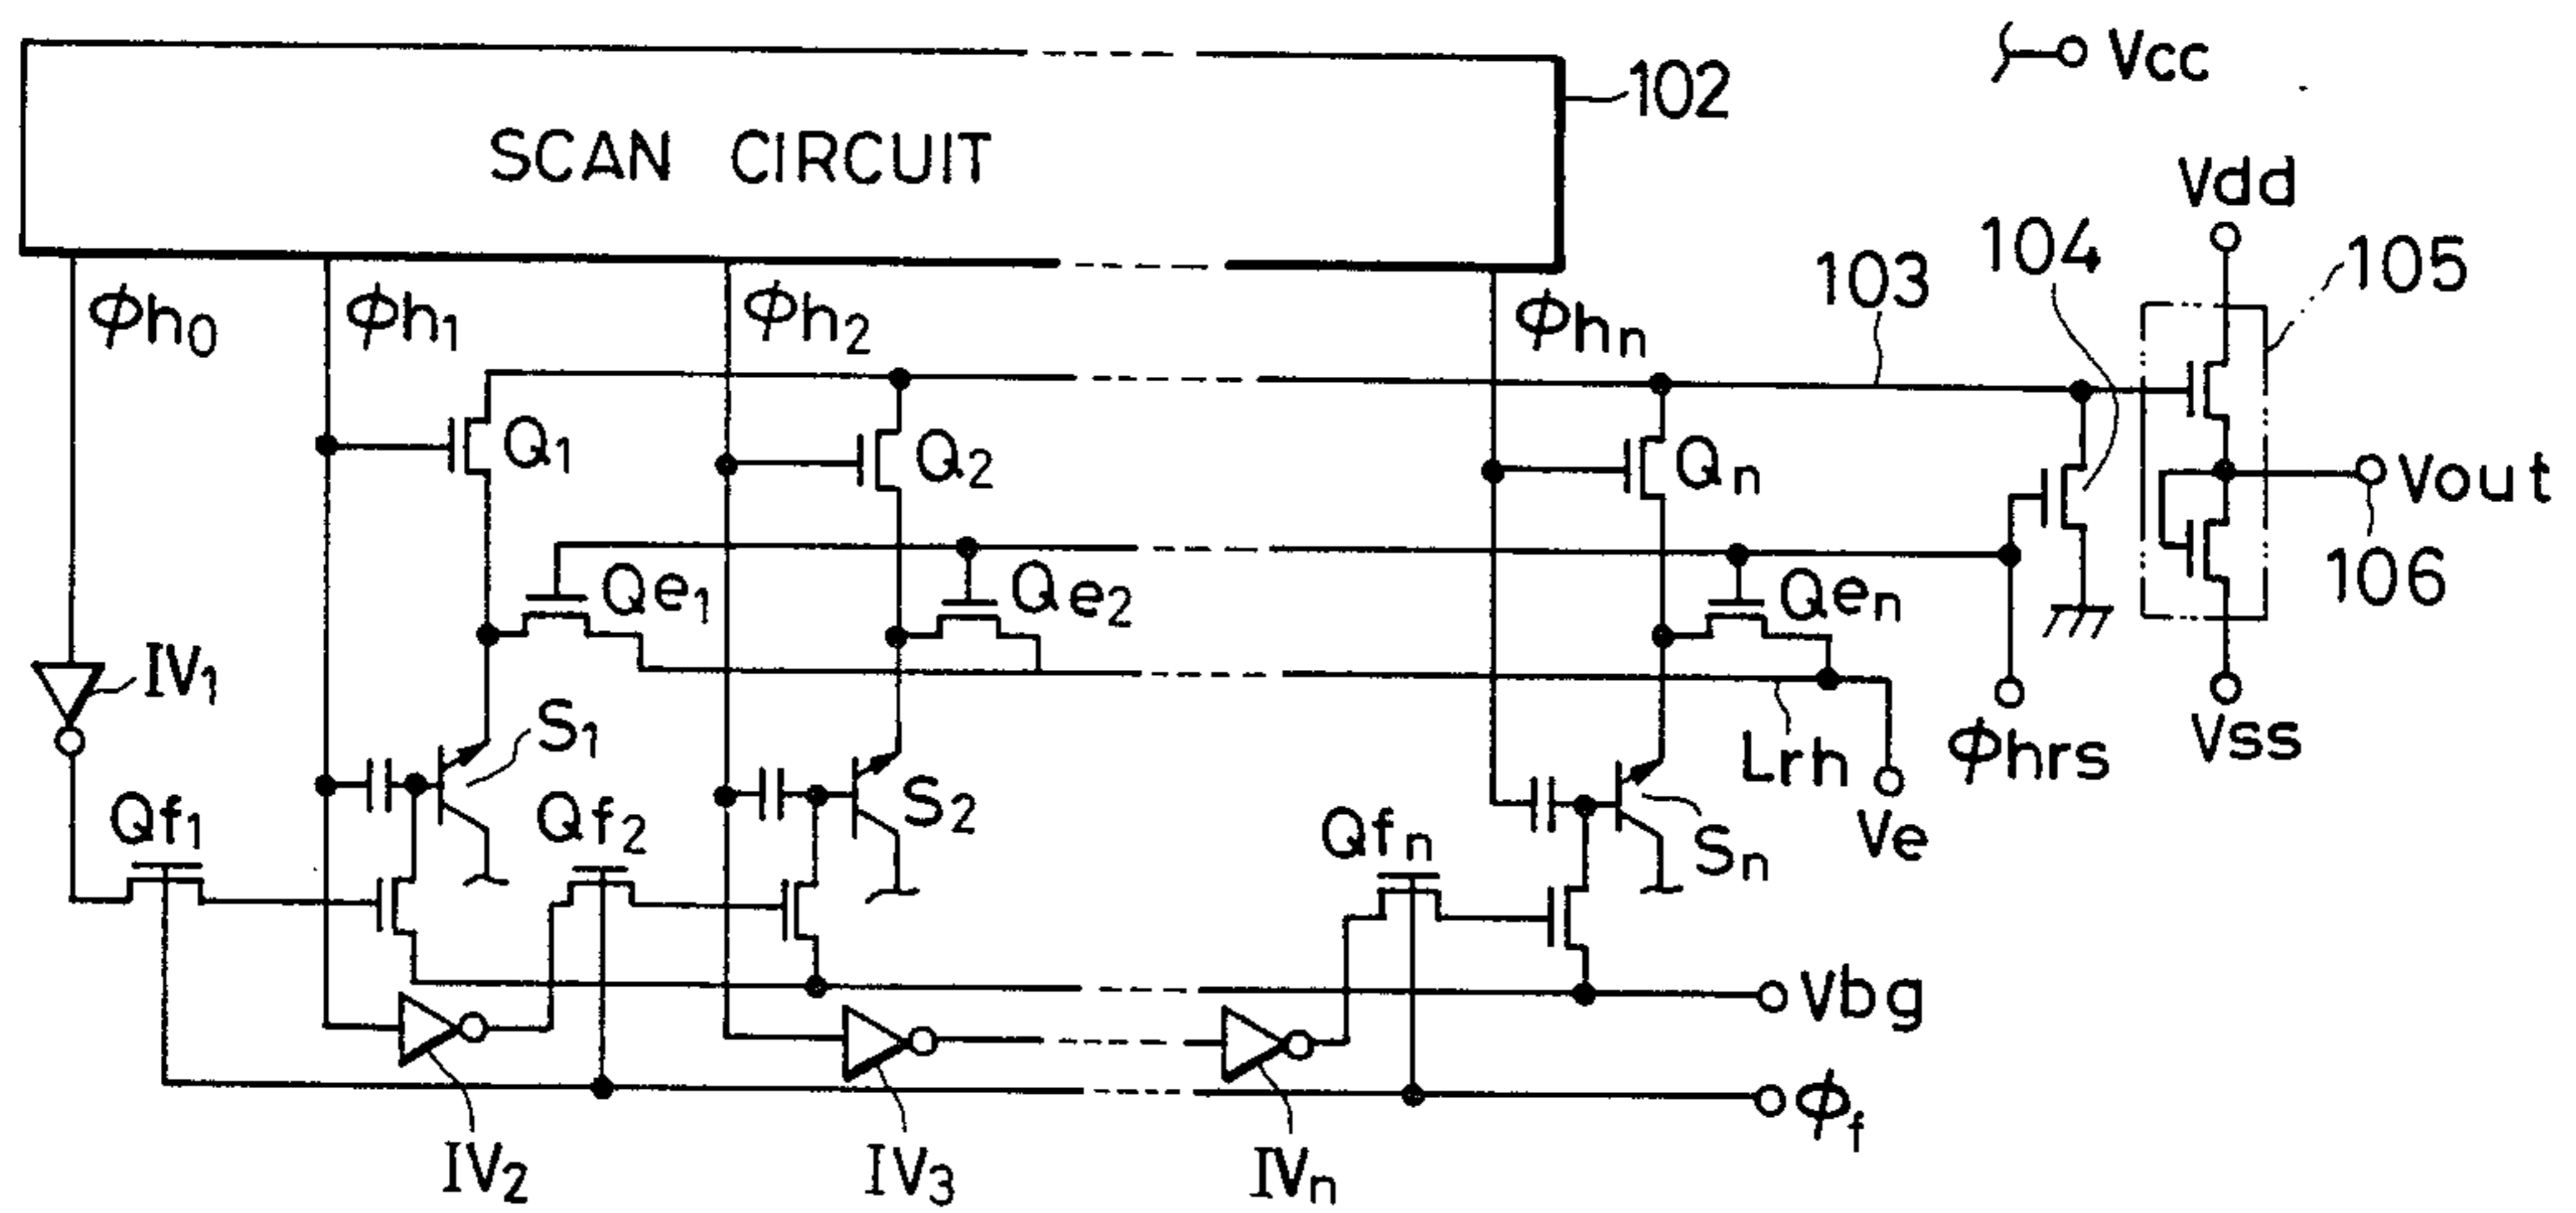 Vcc
102
SCAN CIRCUIT
Vdd
104
105
103
ϕh0
ϕh1
ϕh2
ϕhn
Q1
Q2
Qn
Vout
106
Qe1
Qe2
Qen
IV1
S1
S2
Sn
Lrh
ϕhrs
Vss
Ve
Qf1
Qf2
Qfn
Vbg
ϕf
IV2
IV3
IVn